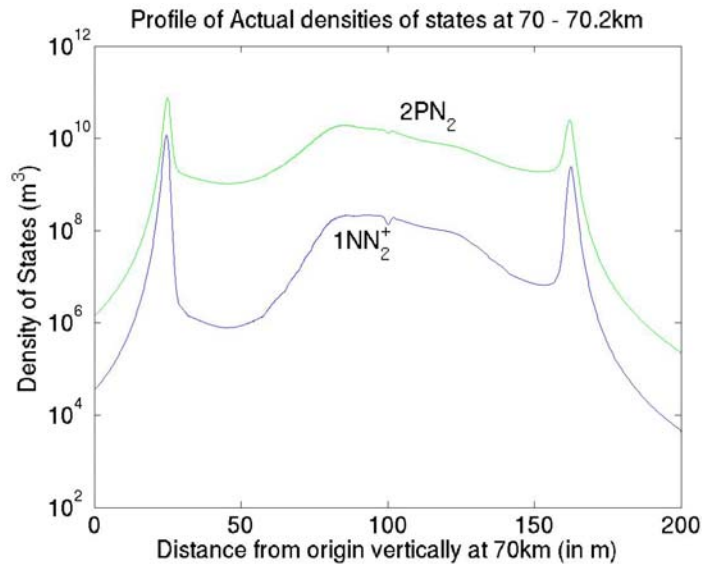 Profile of Actual densities of states at 70 - 70.2km
10^12
10^10
10^8
10^6
10^4
10^2
Density of States (m^3)
2PN_2
1NN_2^+
0
50
100
150
200
Distance from origin vertically at 70km (in m)